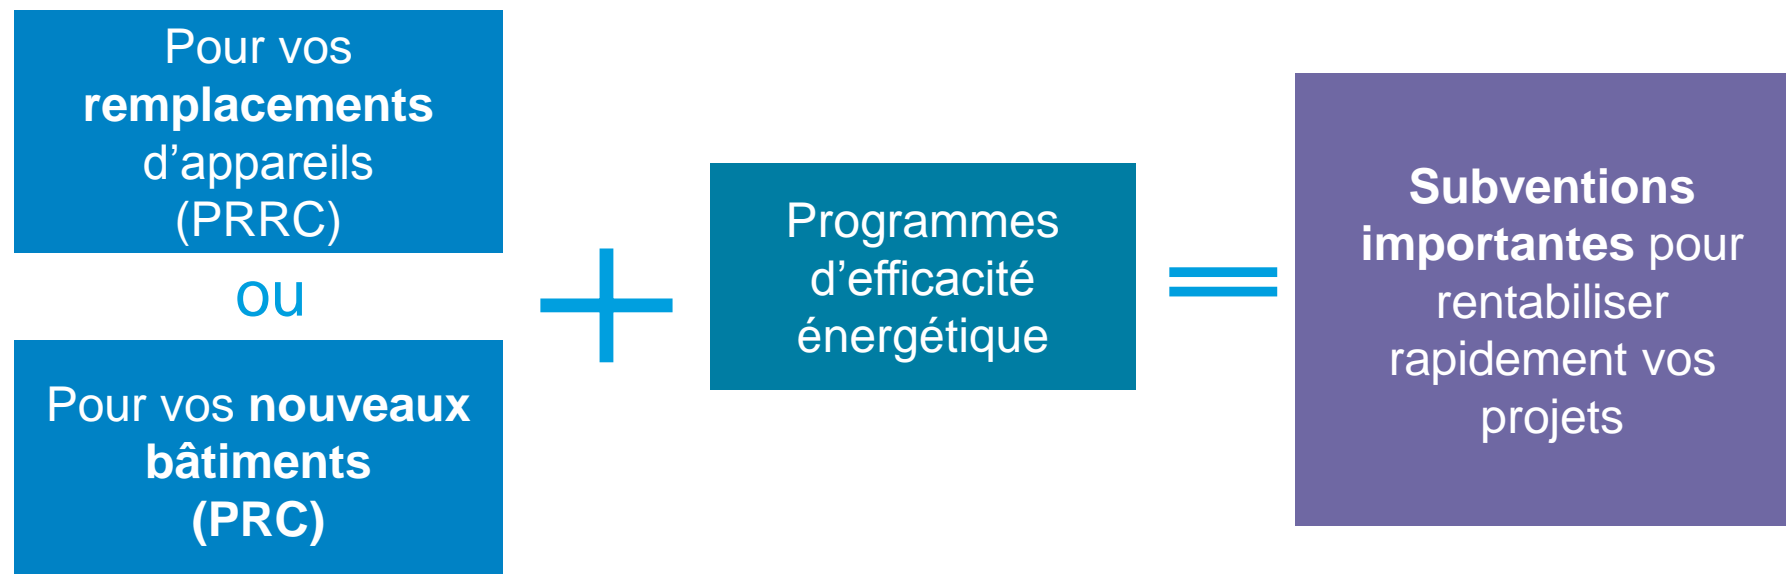 Pour vos
remplacements
d’appareils
(PRRC)
ou
Pour vos nouveaux
bâtiments
(PRC)
+
Programmes
d’efficacité
énergétique
=
Subventions
importantes pour
rentabiliser
rapidement vos
projets